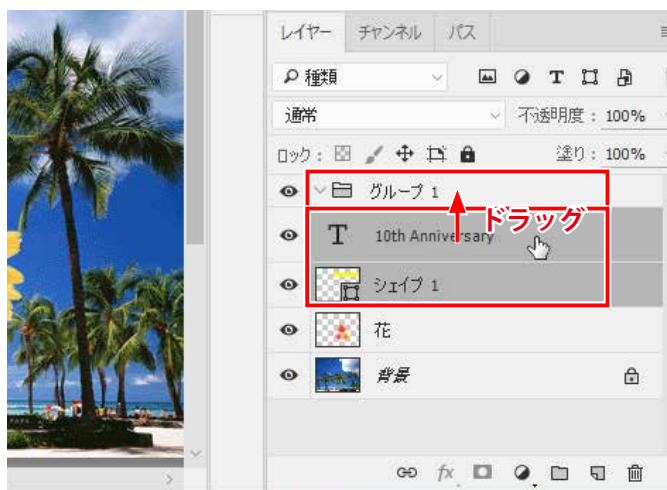 レイヤー チャンネル パス
種類 T
通常 不透明度： 100%
ロック： 塗り： 100%
グループ 1
ドラッグ
T 10th Anniversary
シェイプ 1
花
背景
fx